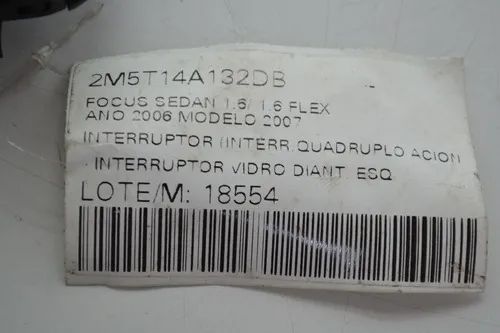 2M5T14A132DB
FOCUS SEDAN 1.6/ 1.6 FLEX
ANO 2006 MODELO 2007
INTERRUPTOR (INTERR.QUADRUPLO ACION
- INTERRUPTOR VIDRO DIANT. ESQ
LOTE/M: 18554